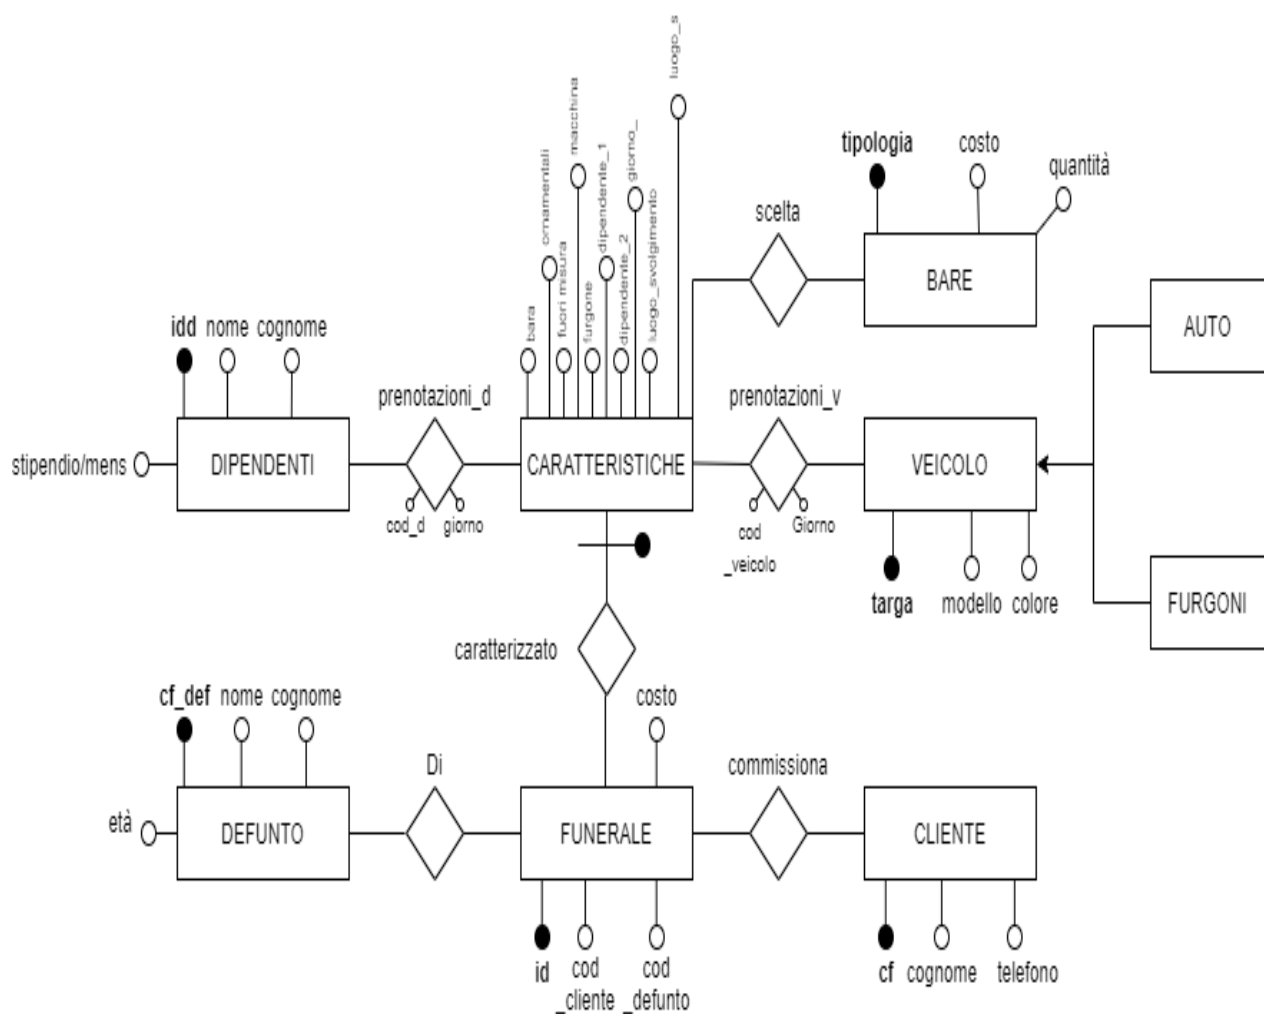 luogo_s
macchina
ornamentali
dipendente_1
giorno_
bara
fuori misura
furgone
dipendente_2
luogo_svolgimento
tipologia
costo
quantità
scelta
BARE
AUTO
idd
nome
cognome
prenotazioni_d
prenotazioni_v
stipendio/mens
DIPENDENTI
CARATTERISTICHE
VEICOLO
cod_d
giorno
cod
_veicolo
Giorno
targa
modello
colore
FURGONI
caratterizzato
cf_def
nome
cognome
costo
Di
commissiona
età
DEFUNTO
FUNERALE
CLIENTE
id
cod
_cliente
cod
_defunto
cf
cognome
telefono